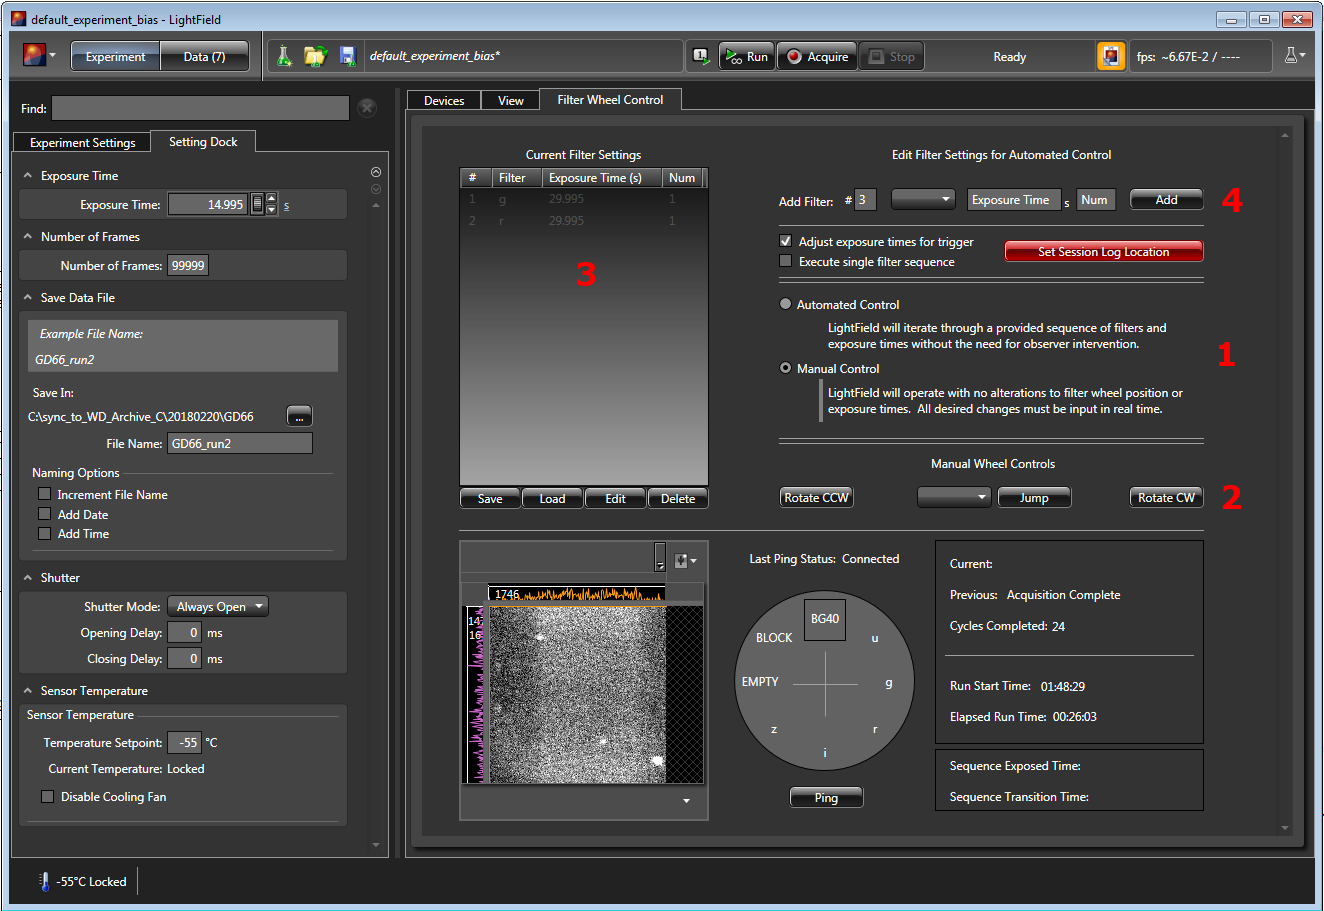 default_experiment_bias - LightField
Experiment
Data (7)
default_experiment_bias*
Run
Acquire
Stop
Ready
fps: ~6.67E-2 / ----
Find:
Experiment Settings
Setting Dock
Exposure Time
Exposure Time: 14.995 s
Number of Frames
Number of Frames: 99999
Save Data File
Example File Name:
GD66_run2
Save In:
C:\sync_to_WD_Archive_C\20180220\GD66 ...
File Name: GD66_run2
Naming Options
Increment File Name
Add Date
Add Time
Shutter
Shutter Mode: Always Open
Opening Delay: 0 ms
Closing Delay: 0 ms
Sensor Temperature
Sensor Temperature
Temperature Setpoint: -55 °C
Current Temperature: Locked
Disable Cooling Fan
-55°C Locked
Devices
View
Filter Wheel Control
Current Filter Settings
# Filter Exposure Time (s) Num
1 g 29.995 1
2 r 29.995 1
3
Save
Load
Edit
Delete
Edit Filter Settings for Automated Control
Add Filter: # 3 Exposure Time s Num Add
4
Adjust exposure times for trigger
Execute single filter sequence
Set Session Log Location
Automated Control
LightField will iterate through a provided sequence of filters and
exposure times without the need for observer intervention.
1
Manual Control
LightField will operate with no alterations to filter wheel position or
exposure times. All desired changes must be input in real time.
Manual Wheel Controls
Rotate CCW
Jump
Rotate CW
2
1746
147
16
Last Ping Status: Connected
BG40
BLOCK
u
EMPTY
g
z
r
i
Ping
Current:
Previous: Acquisition Complete
Cycles Completed: 24
Run Start Time: 01:48:29
Elapsed Run Time: 00:26:03
Sequence Exposed Time:
Sequence Transition Time: